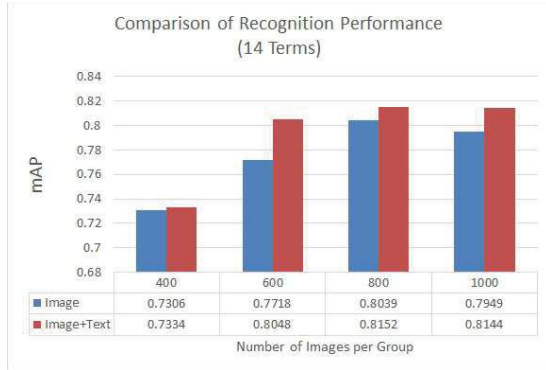 Comparison of Recognition Performance
(14 Terms)
0.84
0.82
0.8
0.78
0.76
0.74
0.72
0.7
0.68
mAP
400 600 800 1000
Image 0.7306 0.7718 0.8039 0.7949
Image+Text 0.7334 0.8048 0.8152 0.8144
Number of Images per Group